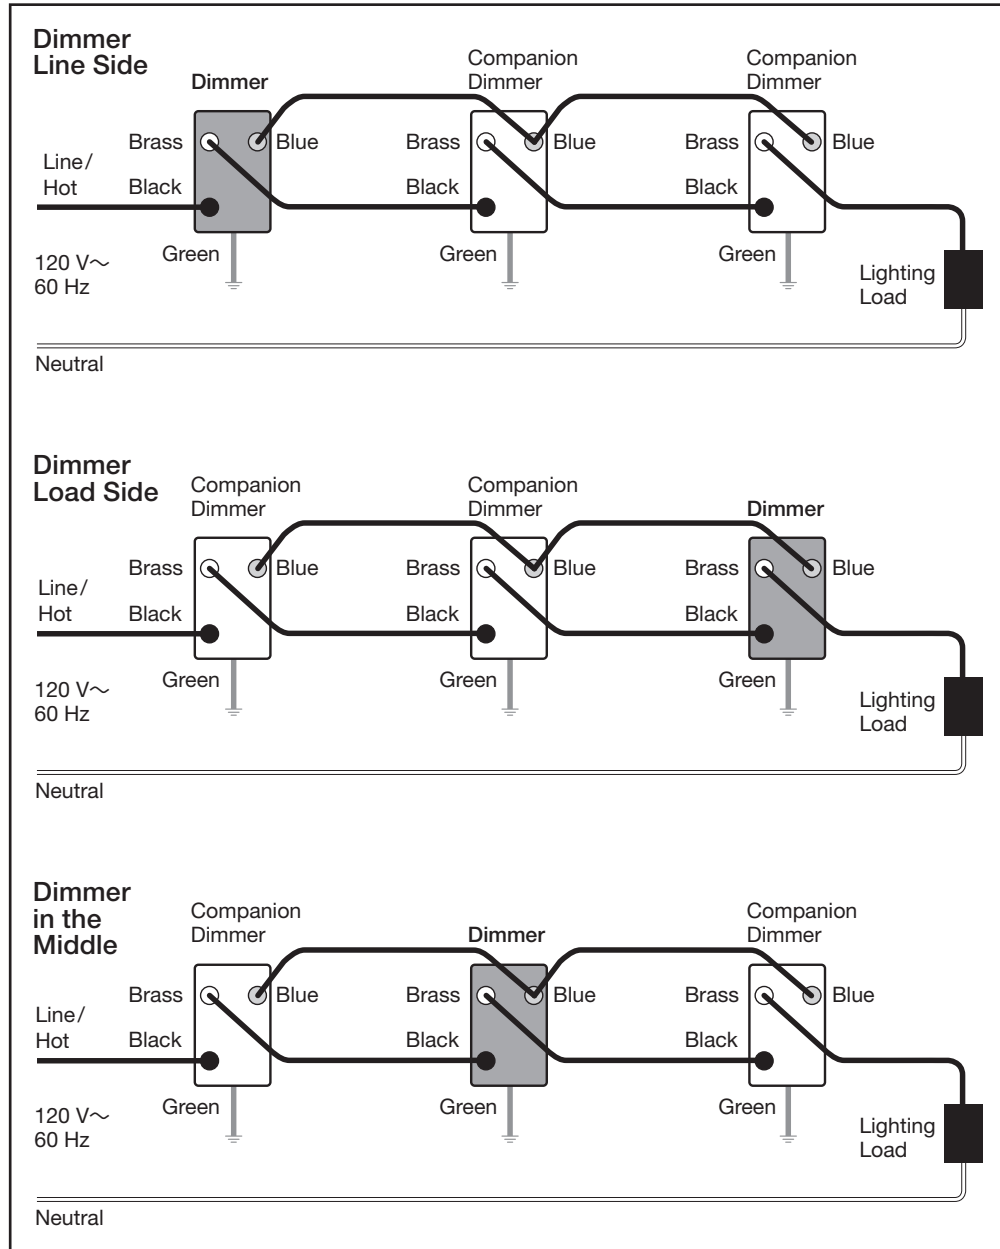 Dimmer
Line Side
Dimmer
Companion
Dimmer
Companion
Dimmer
Brass
Blue
Brass
Blue
Brass
Blue
Line/
Hot
Black
Black
Black
Green
Green
Green
120 V~
60 Hz
Lighting
Load
Neutral
Dimmer
Load Side
Companion
Dimmer
Companion
Dimmer
Dimmer
Brass
Blue
Brass
Blue
Brass
Blue
Line/
Hot
Black
Black
Black
Green
Green
Green
120 V~
60 Hz
Lighting
Load
Neutral
Dimmer
in the
Middle
Companion
Dimmer
Dimmer
Companion
Dimmer
Brass
Blue
Brass
Blue
Brass
Blue
Line/
Hot
Black
Black
Black
Green
Green
Green
120 V~
60 Hz
Lighting
Load
Neutral